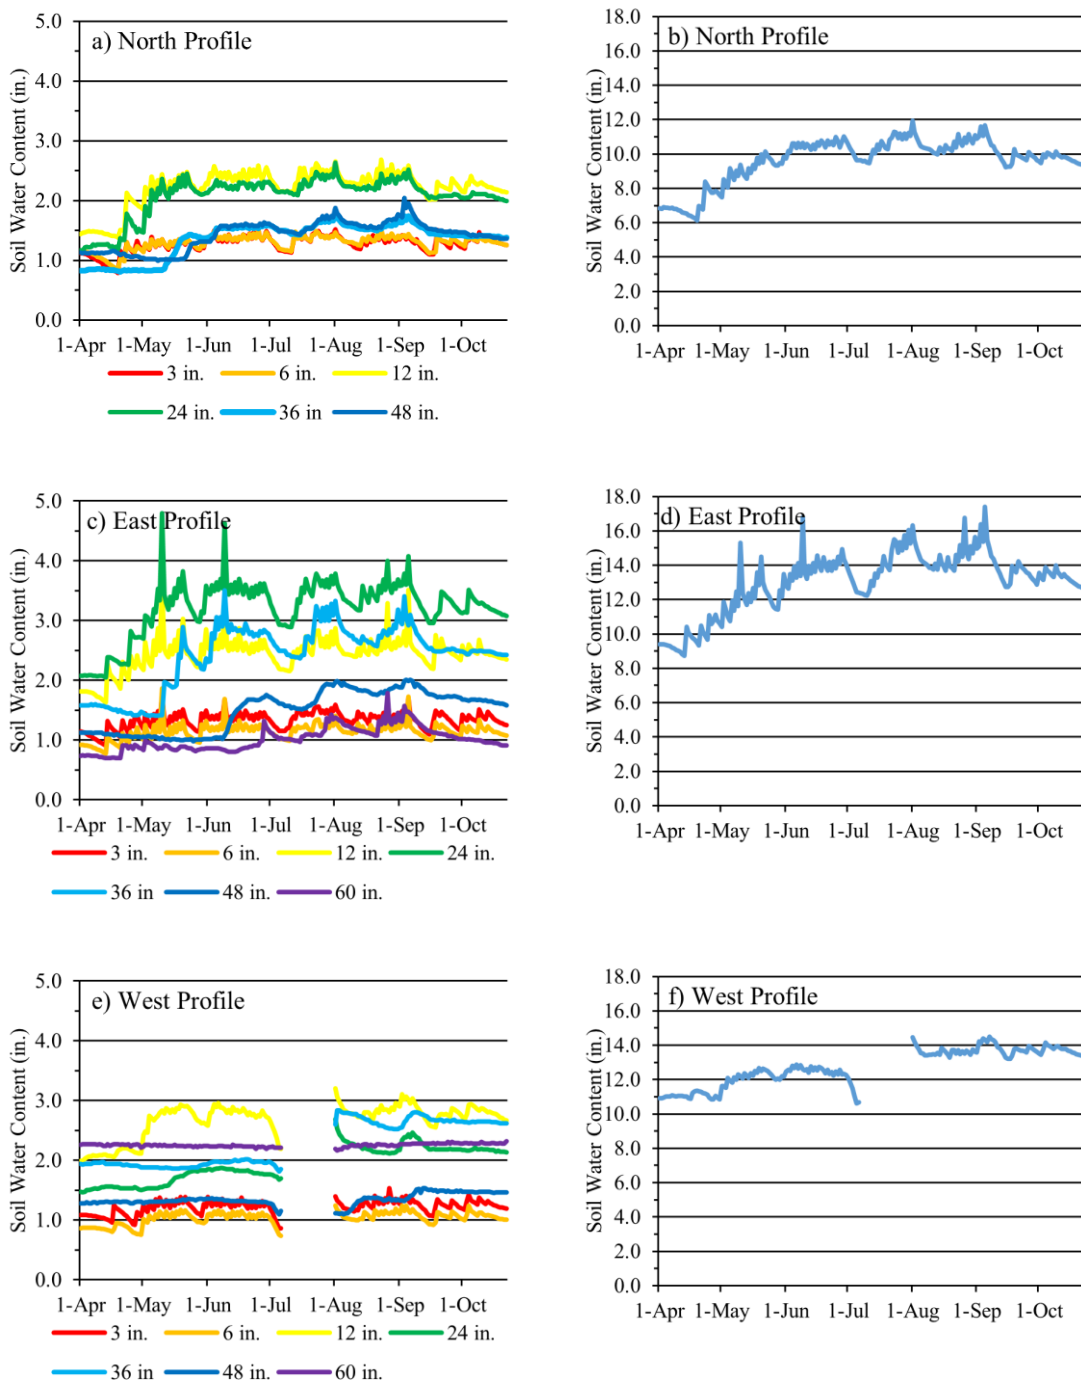 a) North Profile
Soil Water Content (in.)
5.0
4.0
3.0
2.0
1.0
0.0
1-Apr 1-May 1-Jun 1-Jul 1-Aug 1-Sep 1-Oct
3 in. 6 in. 12 in.
24 in. 36 in 48 in.
b) North Profile
Soil Water Content (in.)
18.0
16.0
14.0
12.0
10.0
8.0
6.0
4.0
2.0
0.0
1-Apr 1-May 1-Jun 1-Jul 1-Aug 1-Sep 1-Oct
c) East Profile
Soil Water Content (in.)
5.0
4.0
3.0
2.0
1.0
0.0
1-Apr 1-May 1-Jun 1-Jul 1-Aug 1-Sep 1-Oct
3 in. 6 in. 12 in. 24 in.
36 in 48 in. 60 in.
d) East Profile
Soil Water Content (in.)
18.0
16.0
14.0
12.0
10.0
8.0
6.0
4.0
2.0
0.0
1-Apr 1-May 1-Jun 1-Jul 1-Aug 1-Sep 1-Oct
e) West Profile
Soil Water Content (in.)
5.0
4.0
3.0
2.0
1.0
0.0
1-Apr 1-May 1-Jun 1-Jul 1-Aug 1-Sep 1-Oct
3 in. 6 in. 12 in. 24 in.
36 in 48 in. 60 in.
f) West Profile
Soil Water Content (in.)
18.0
16.0
14.0
12.0
10.0
8.0
6.0
4.0
2.0
0.0
1-Apr 1-May 1-Jun 1-Jul 1-Aug 1-Sep 1-Oct